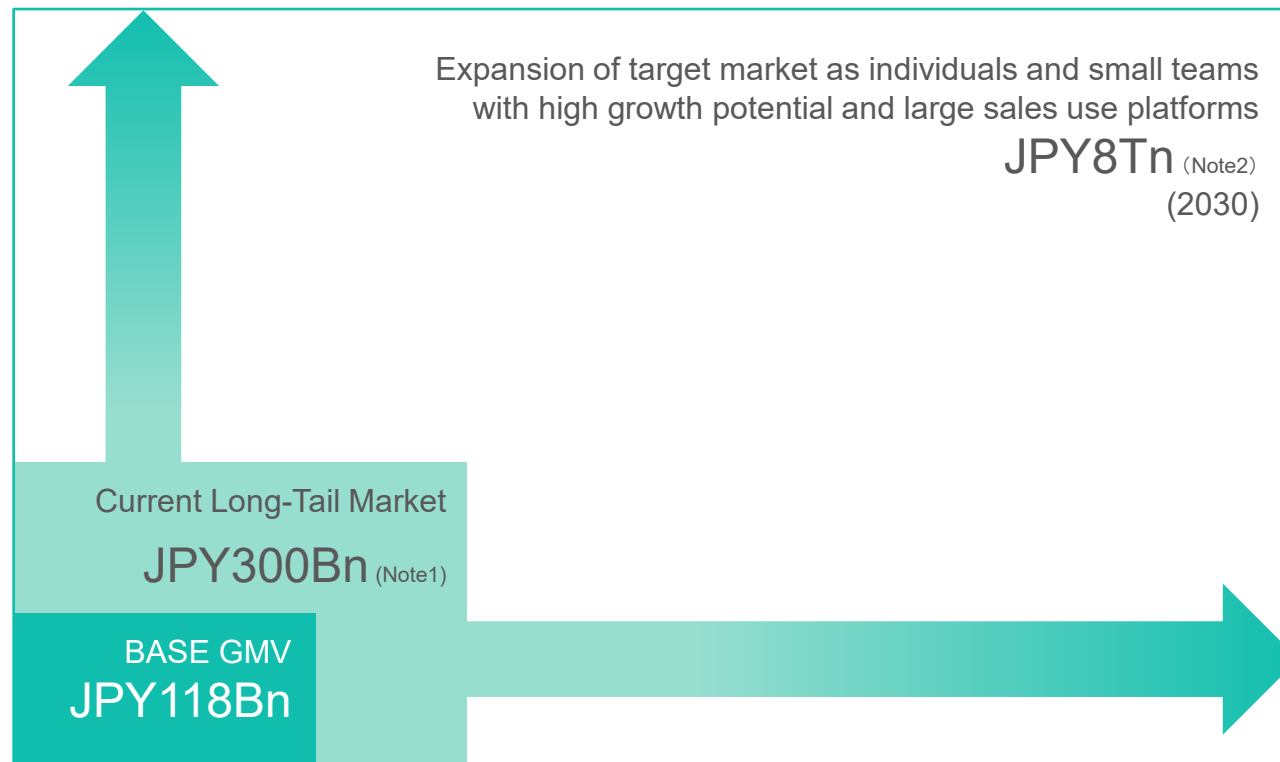 Expansion of target market as individuals and small teams
with high growth potential and large sales use platforms
JPY8Tn（Note2）
(2030)
Current Long-Tail Market
JPY300Bn (Note1)
BASE GMV
JPY118Bn